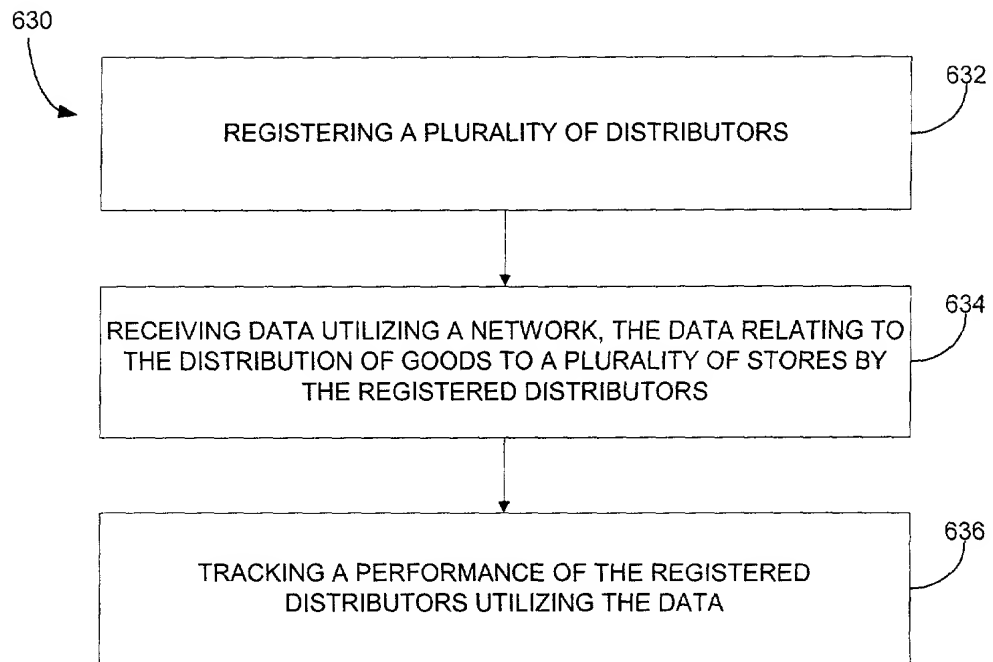 630
632
REGISTERING A PLURALITY OF DISTRIBUTORS
634
RECEIVING DATA UTILIZING A NETWORK, THE DATA RELATING TO
THE DISTRIBUTION OF GOODS TO A PLURALITY OF STORES BY
THE REGISTERED DISTRIBUTORS
636
TRACKING A PERFORMANCE OF THE REGISTERED
DISTRIBUTORS UTILIZING THE DATA